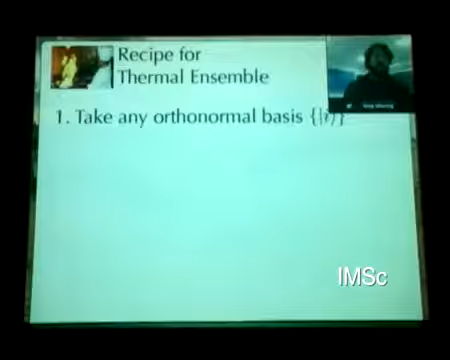 Recipe for
Thermal Ensemble
1. Take any orthonormal basis {|i⟩}
IMSc